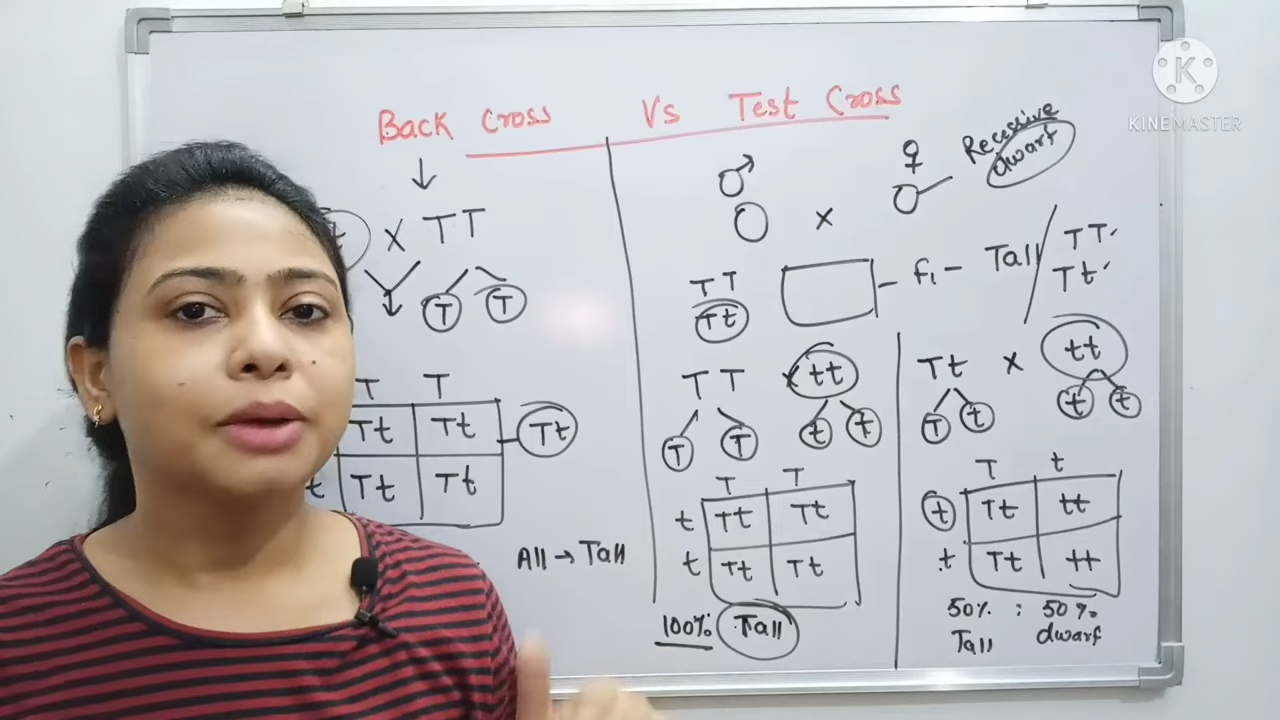 Back Cross Vs Test Cross
♂ ♀ Recessive
dwarf
t X TT
T T
T T
Tt Tt Tt
t Tt Tt
All → Tall
x
TT
Tt
F1 - Tall / TT
Tt
TT x tt
T T t t
T T
t Tt Tt
t Tt Tt
100% Tall
Tt x tt
T t t t
T t
t Tt tt
t Tt tt
50% : 50%
Tall dwarf
K
KINEMASTER